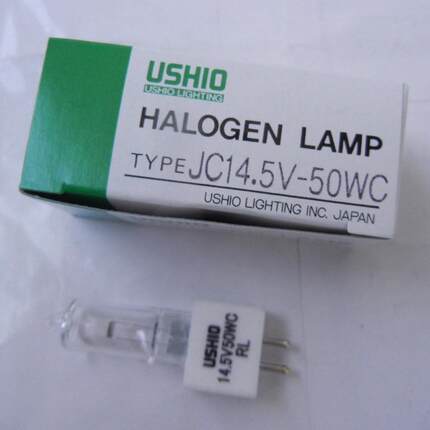 USHIO
USHIO LIGHTING
HALOGEN LAMP
TYPE JC14.5V-50WC
USHIO LIGHTING INC. JAPAN
USHIO
14.5V50WC
RL